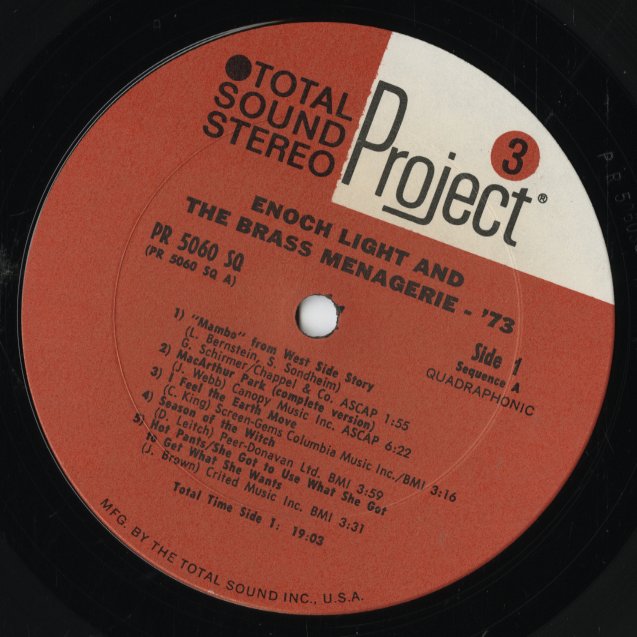 ●TOTAL
SOUND
STEREO
Project 3®
ENOCH LIGHT AND
THE BRASS MENAGERIE - '73
PR 5060 SQ
(PR 5060 SQ A)
Side 1
Sequence A
QUADRAPHONIC
1) "Mambo" from West Side Story
(L. Bernstein, S. Sondheim)
G. Schirmer/Chappel & Co. ASCAP 1:55
2) MacArthur Park (complete version)
(J. Webb) Canopy Music Inc. ASCAP 6:22
3) I Feel the Earth Move
(C. King) Screen-Gems Columbia Music Inc./BMI 3:16
4) Season of the Witch
(D. Leitch) Peer-Donavan Ltd. BMI 3:59
5) Hot Pants/She Got to Use What She Got
to Get What She Wants
(J. Brown) Crited Music Inc. BMI 3:31
Total Time Side 1: 19:03
MFG. BY THE TOTAL SOUND INC., U.S.A.